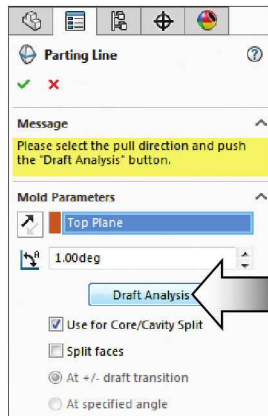 Parting Line
Message
Please select the pull direction and push
the "Draft Analysis" button.
Mold Parameters
Top Plane
1.00deg
Draft Analysis
Use for Core/Cavity Split
Split faces
At +/- draft transition
At specified angle